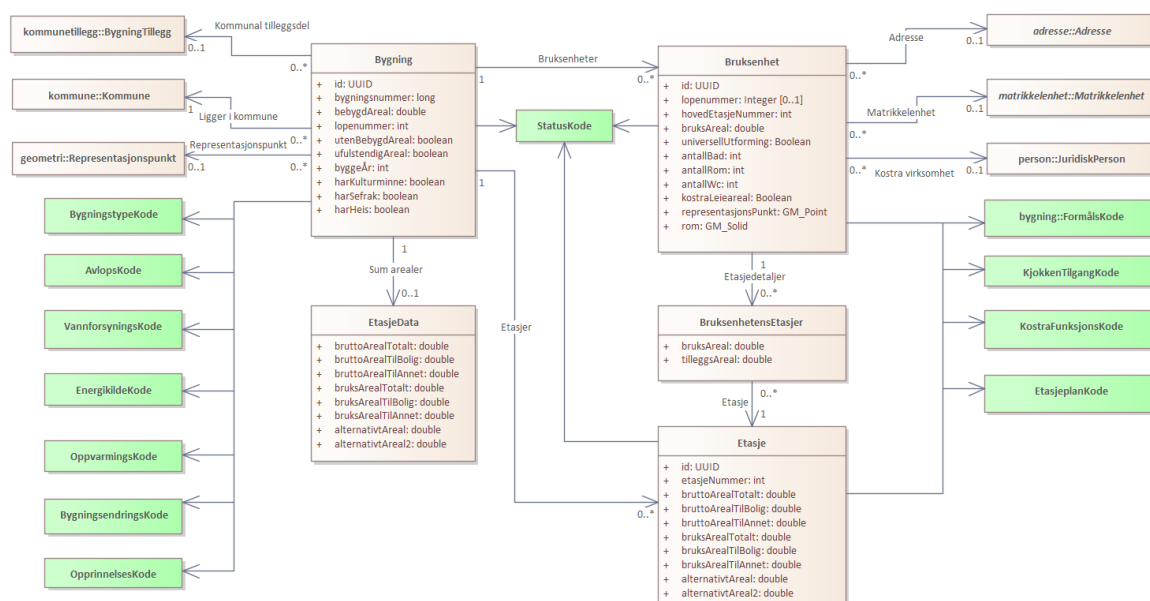 kommunetillegg::BygningTillegg
Kommunal tilleggsdel
0..1
0..*
kommune::Kommune
1
Ligger i kommune
0..*
geometri::Representasjonspunkt
Representasjonspunkt
0..1
0..*
Bygning
+ id: UUID
+ bygningsnummer: long
+ bebygdAreal: double
+ lopenummer: int
+ utenBebygdAreal: boolean
+ ufulstendigAreal: boolean
+ byggeÅr: int
+ harKulturminne: boolean
+ harSefrak: boolean
+ harHeis: boolean
1
Bruksenheter
0..*
StatusKode
1
Etasjer
0..*
Bruksenhet
+ id: UUID
+ lopenummer: Integer [0..1]
+ hovedEtasjeNummer: int
+ bruksAreal: double
+ universellUtforming: Boolean
+ antallBad: int
+ antallRom: int
+ antallWc: int
+ kostraLeieareal: Boolean
+ representasjonsPunkt: GM_Point
+ rom: GM_Solid
Adresse
0..*
0..1
adresse::Adresse
Matrikkelenhet
0..*
0..1
matrikkelenhet::Matrikkelenhet
0..*
Kostra virksomhet
0..1
person::JuridiskPerson
BygningstypeKode
AvlopsKode
VannforsyningsKode
EnergikildeKode
OppvarmingsKode
BygningsendringsKode
OpprinnelsesKode
1
Sum arealer
0..1
EtasjeData
+ bruttoArealTotalt: double
+ bruttoArealTilBolig: double
+ bruttoArealTilAnnet: double
+ bruksArealTotalt: double
+ bruksArealTilBolig: double
+ bruksArealTilAnnet: double
+ alternativtAreal: double
+ alternativtAreal2: double
1
Etasjedetaljer
0..*
BruksenhetensEtasjer
+ bruksAreal: double
+ tilleggsAreal: double
0..*
Etasje
1
Etasje
+ id: UUID
+ etasjeNummer: int
+ bruttoArealTotalt: double
+ bruttoArealTilBolig: double
+ bruttoArealTilAnnet: double
+ bruksArealTotalt: double
+ bruksArealTilBolig: double
+ bruksArealTilAnnet: double
+ alternativtAreal: double
+ alternativtAreal2: double
bygning::FormålsKode
KjokkenTilgangKode
KostraFunksjonsKode
EtasjeplanKode